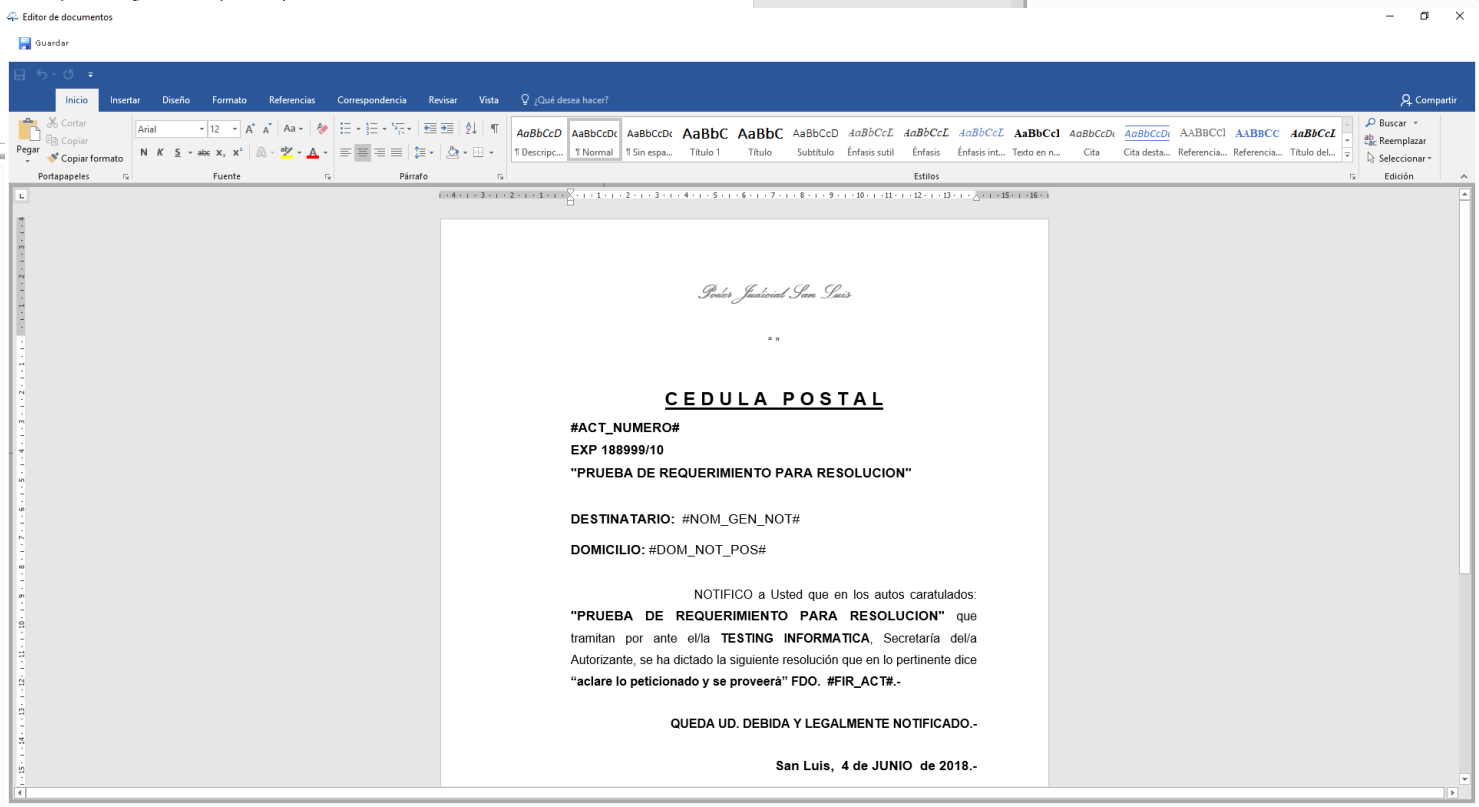 Editor de documentos
Guardar
Inicio Insertar Diseño Formato Referencias Correspondencia Revisar Vista ¿Qué desea hacer? Compartir
Pegar
Cortar
Copiar
Copiar formato
Portapapeles
Arial 12
N K S abc x₂ x²
Fuente
Párrafo
AaBbCcD AaBbCcDc AaBbCcDc AaBbC AaBbC AaBbCcD AaBbCcL AaBbCcL AaBbCcL AaBbCcl AaBbCcDc AaBbCcDc AABBCCI AABBCC AaBbCcL
¶ Descripc... ¶ Normal ¶ Sin espa... Título 1 Título Subtítulo Énfasis sutil Énfasis Énfasis int... Texto en n... Cita Cita desta... Referencia... Referencia... Título del...
Estilos
Buscar
Reemplazar
Seleccionar
Edición
Poder Judicial San Luis
" "
CEDULA POSTAL
#ACT_NUMERO#
EXP 188999/10
"PRUEBA DE REQUERIMIENTO PARA RESOLUCION"
DESTINATARIO: #NOM_GEN_NOT#
DOMICILIO: #DOM_NOT_POS#
NOTIFICO a Usted que en los autos caratulados:
"PRUEBA DE REQUERIMIENTO PARA RESOLUCION" que
tramitan por ante el/la TESTING INFORMATICA, Secretaría del/a
Autorizante, se ha dictado la siguiente resolución que en lo pertinente dice
“aclare lo peticionado y se proveerá” FDO. #FIR_ACT#.-
QUEDA UD. DEBIDA Y LEGALMENTE NOTIFICADO.-
San Luis, 4 de JUNIO de 2018.-